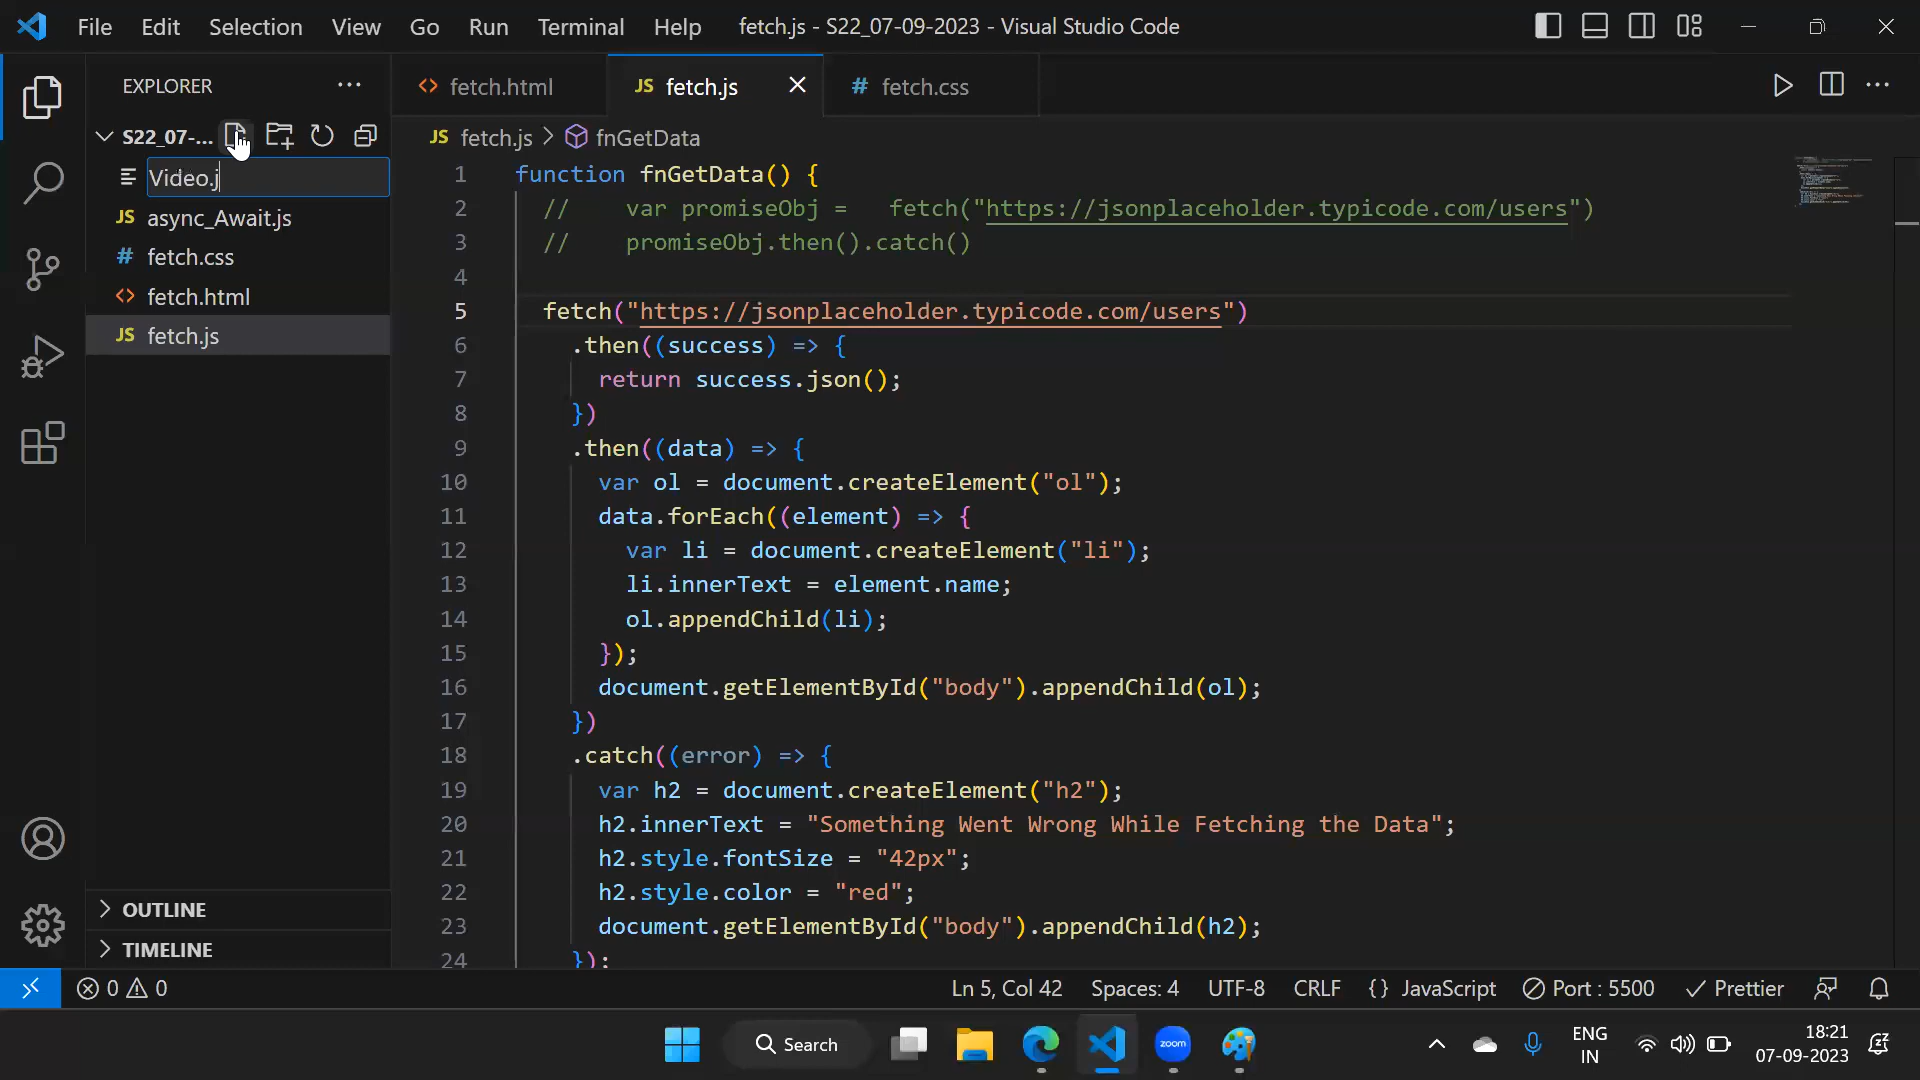 File Edit Selection View Go Run Terminal Help fetch.js - S22_07-09-2023 - Visual Studio Code
EXPLORER
fetch.html
JS fetch.js
# fetch.css
S22_07-...
JS fetch.js > fnGetData
Video.j
JS async_Await.js
# fetch.css
fetch.html
JS fetch.js
1 function fnGetData() {
2 //    var promiseObj =   fetch("https://jsonplaceholder.typicode.com/users")
3 //    promiseObj.then().catch()
4
5 fetch("https://jsonplaceholder.typicode.com/users")
6 .then((success) => {
7 return success.json();
8 })
9 .then((data) => {
10 var ol = document.createElement("ol");
11 data.forEach((element) => {
12 var li = document.createElement("li");
13 li.innerText = element.name;
14 ol.appendChild(li);
15 });
16 document.getElementById("body").appendChild(ol);
17 })
18 .catch((error) => {
19 var h2 = document.createElement("h2");
20 h2.innerText = "Something Went Wrong While Fetching the Data";
21 h2.style.fontSize = "42px";
22 h2.style.color = "red";
23 document.getElementById("body").appendChild(h2);
24 });
OUTLINE
TIMELINE
0 0 Ln 5, Col 42 Spaces: 4 UTF-8 CRLF {} JavaScript Port : 5500 Prettier
Search
zoom
ENG
IN
18:21
07-09-2023